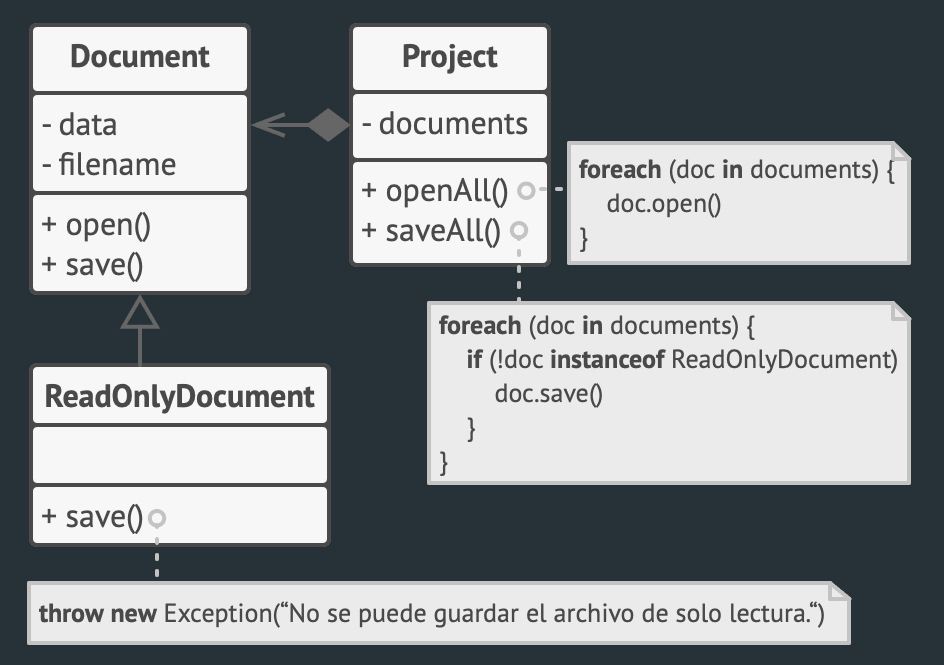 Document
- data
- filename
+ open()
+ save()
Project
- documents
+ openAll()
+ saveAll()
foreach (doc in documents) {
doc.open()
}
foreach (doc in documents) {
if (!doc instanceof ReadOnlyDocument)
doc.save()
}
}
ReadOnlyDocument
+ save()
throw new Exception(“No se puede guardar el archivo de solo lectura.“)